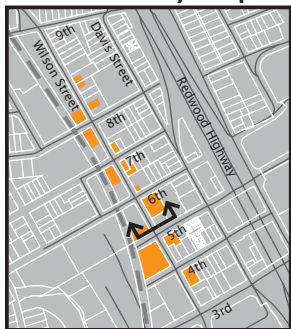 9th
Davis Street
Wilson Street
8th
Redwood Highway
7th
6th
5th
4th
3rd